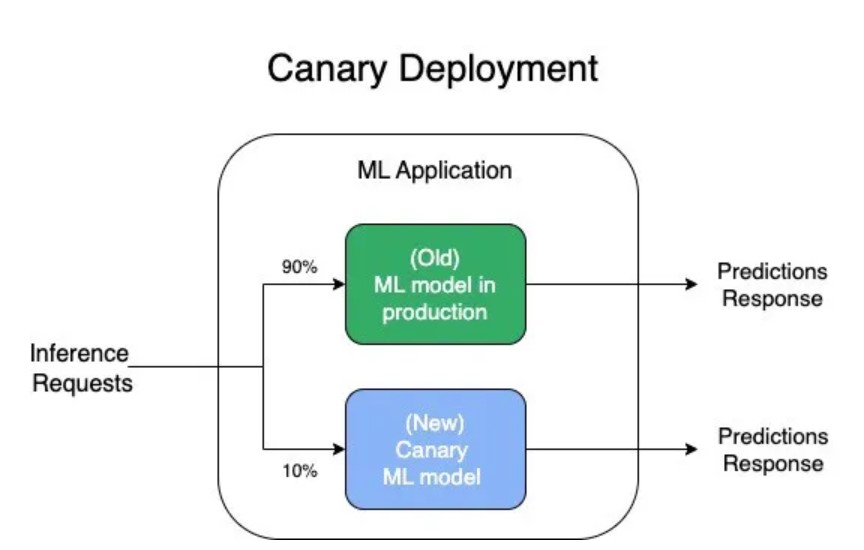 Canary Deployment
ML Application
90%
(Old)
ML model in
production
Predictions
Response
Inference
Requests
(New)
Canary
ML model
10%
Predictions
Response